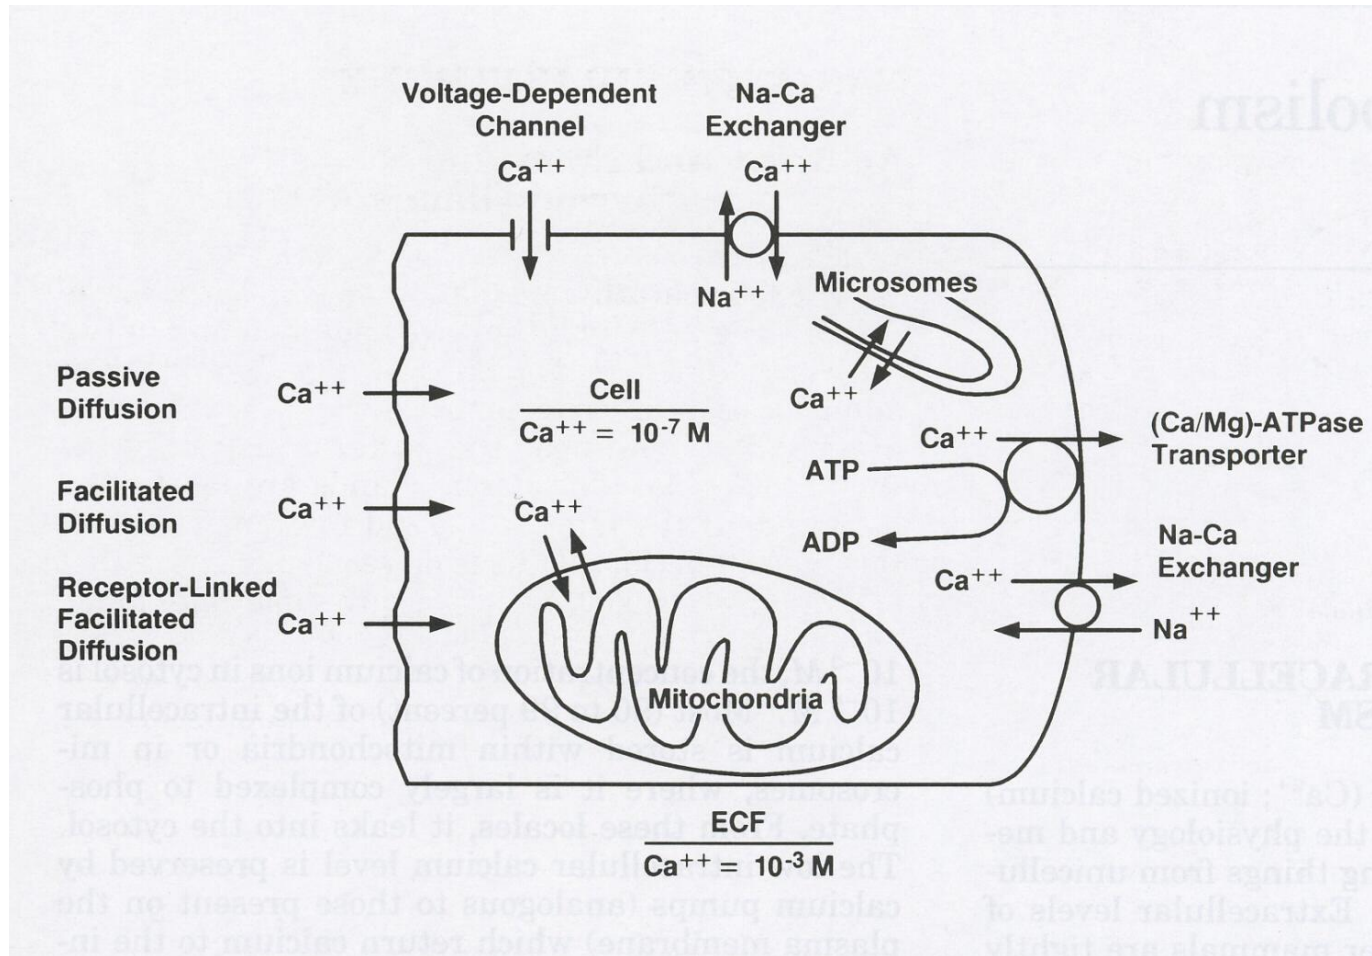 Voltage-Dependent
Channel
Ca++
Na-Ca
Exchanger
Ca++
Na++
Microsomes
Ca++
Passive
Diffusion
Ca++
Cell
Ca++ = 10-7 M
Facilitated
Diffusion
Ca++
Receptor-Linked
Facilitated
Diffusion
Ca++
Ca++
Mitochondria
Ca++
(Ca/Mg)-ATPase
Transporter
ATP
ADP
Ca++
Na-Ca
Exchanger
++
Na++
ECF
Ca++ = 10-3 M